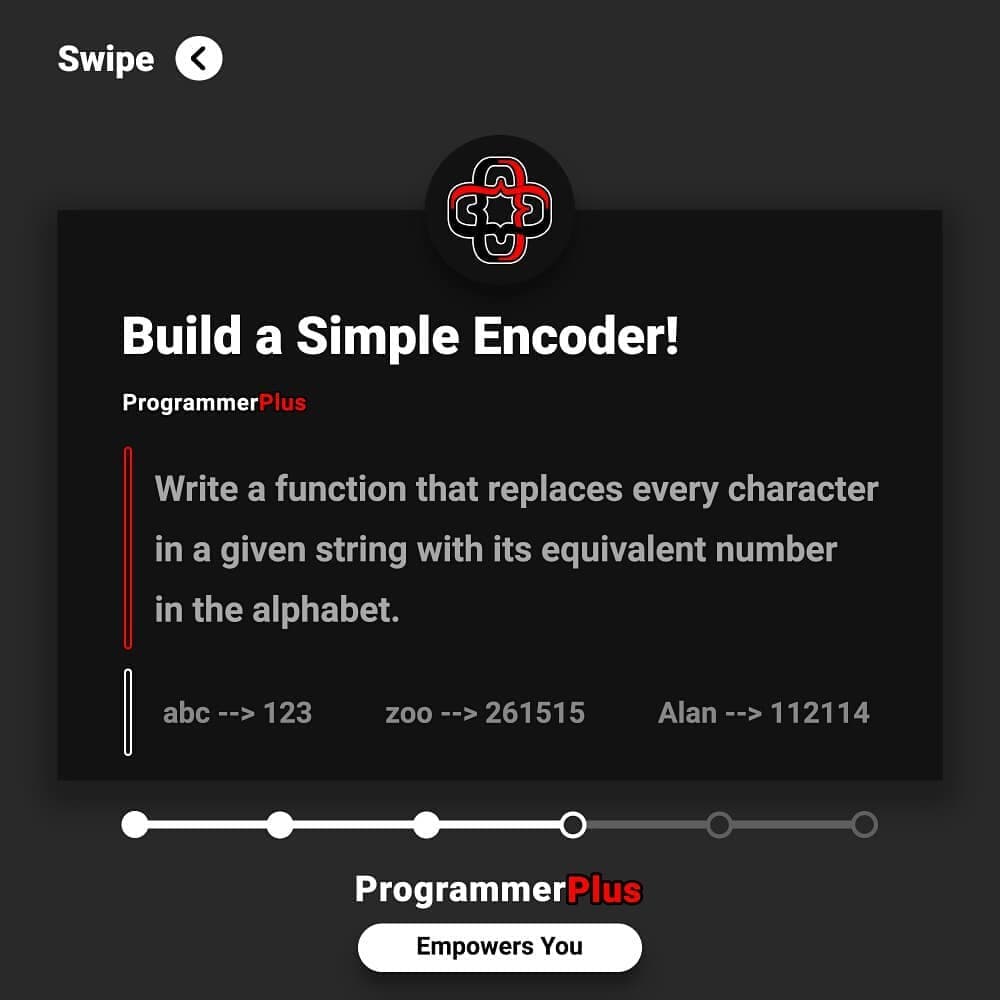 Swipe
Build a Simple Encoder!
ProgrammerPlus
Write a function that replaces every character
in a given string with its equivalent number
in the alphabet.
abc --> 123 zoo --> 261515 Alan --> 112114
ProgrammerPlus
Empowers You